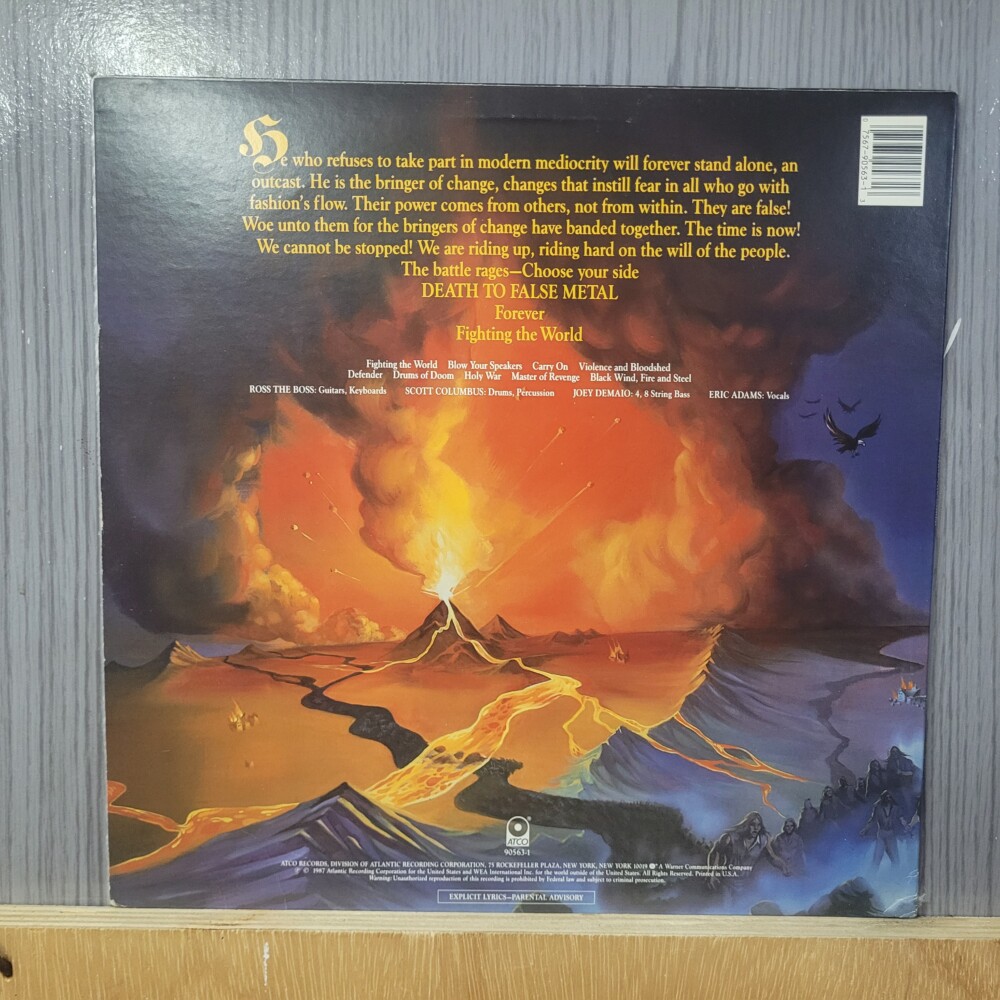 He who refuses to take part in modern mediocrity will forever stand alone, an
outcast. He is the bringer of change, changes that instill fear in all who go with
fashion's flow. Their power comes from others, not from within. They are false!
Woe unto them for the bringers of change have banded together. The time is now!
We cannot be stopped! We are riding up, riding hard on the will of the people.
The battle rages—Choose your side
DEATH TO FALSE METAL
Forever
Fighting the World
Fighting the World Blow Your Speakers Carry On Violence and Bloodshed
Defender Drums of Doom Holy War Master of Revenge Black Wind, Fire and Steel
ROSS THE BOSS: Guitars, Keyboards SCOTT COLUMBUS: Drums, Percussion JOEY DEMAIO: 4, 8 String Bass ERIC ADAMS: Vocals
0 7567-90563-1 3
ATCO®
90563-1
ATCO RECORDS, DIVISION OF ATLANTIC RECORDING CORPORATION, 75 ROCKEFELLER PLAZA, NEW YORK, NEW YORK 10019 A Warner Communications Company
℗ © 1987 Atlantic Recording Corporation for the United States and WEA International Inc. for the world outside of the United States. All Rights Reserved. Printed in U.S.A.
Warning: Unauthorized reproduction of this recording is prohibited by Federal law and subject to criminal prosecution.
EXPLICIT LYRICS—PARENTAL ADVISORY